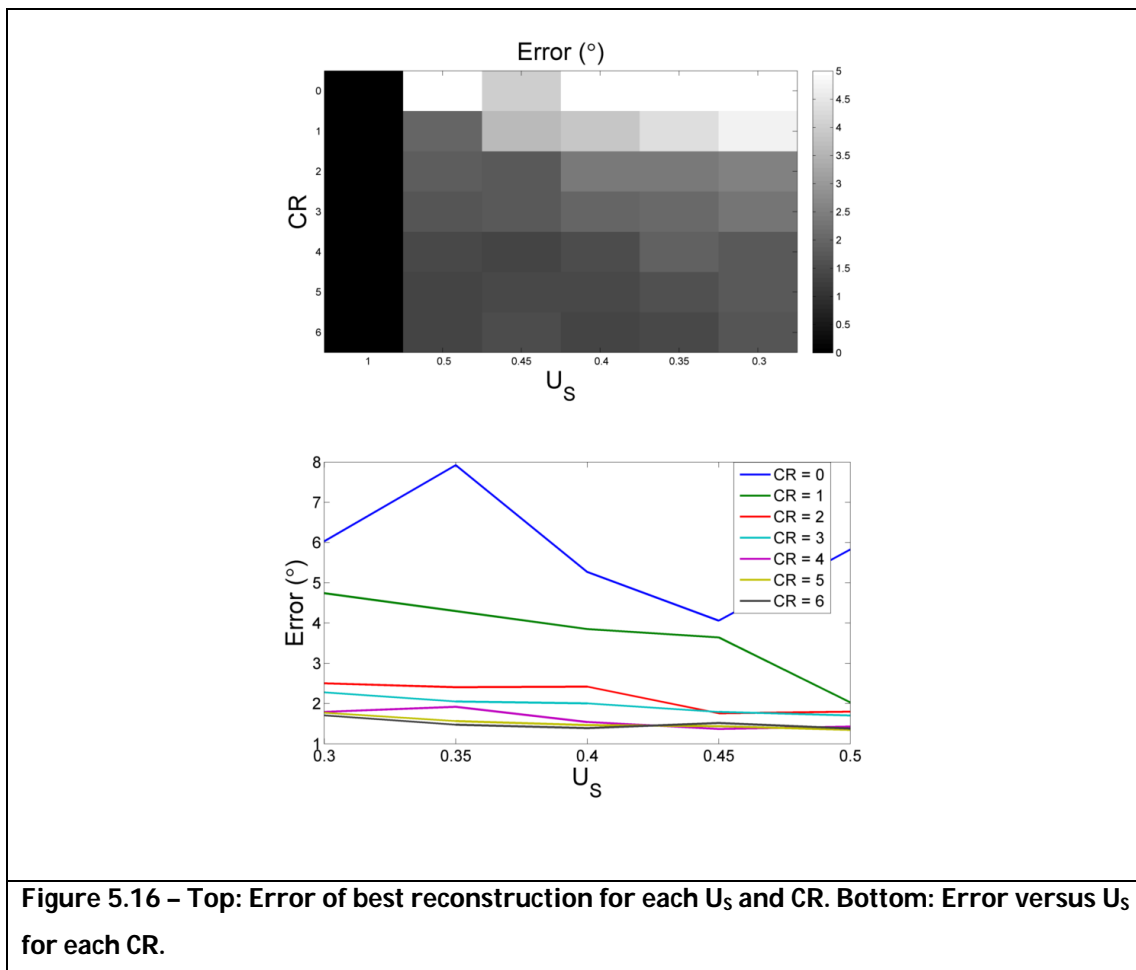 Error (°)
0
1
2
3
4
5
6
CR
1 0.5 0.45 0.4 0.35 0.3
U_S
5
4.5
4
3.5
3
2.5
2
1.5
1
0.5
0
8
7
6
5
4
3
2
1
Error (°)
0.3 0.35 0.4 0.45 0.5
U_S
CR = 0
CR = 1
CR = 2
CR = 3
CR = 4
CR = 5
CR = 6
Figure 5.16 – Top: Error of best reconstruction for each U_S and CR. Bottom: Error versus U_S
for each CR.